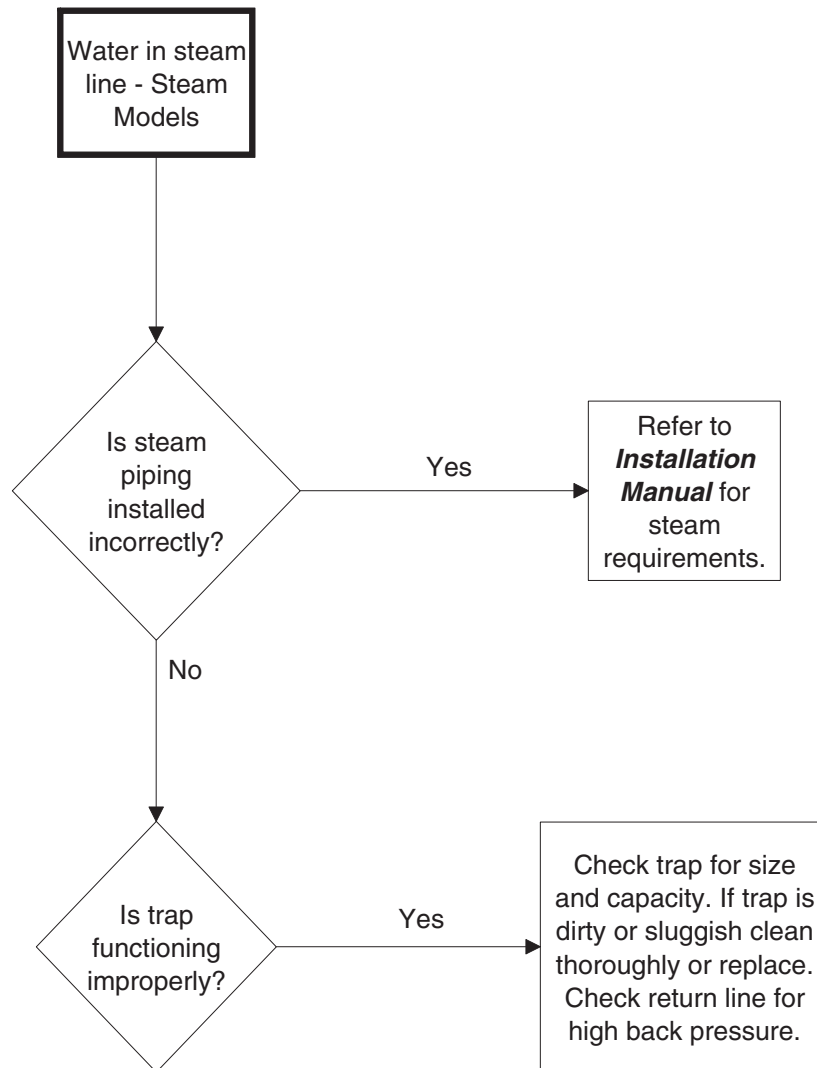 Water in steam
line - Steam
Models
Is steam
piping
installed
incorrectly?
Yes
Refer to
Installation
Manual for
steam
requirements.
No
Is trap
functioning
improperly?
Yes
Check trap for size
and capacity. If trap is
dirty or sluggish clean
thoroughly or replace.
Check return line for
high back pressure.